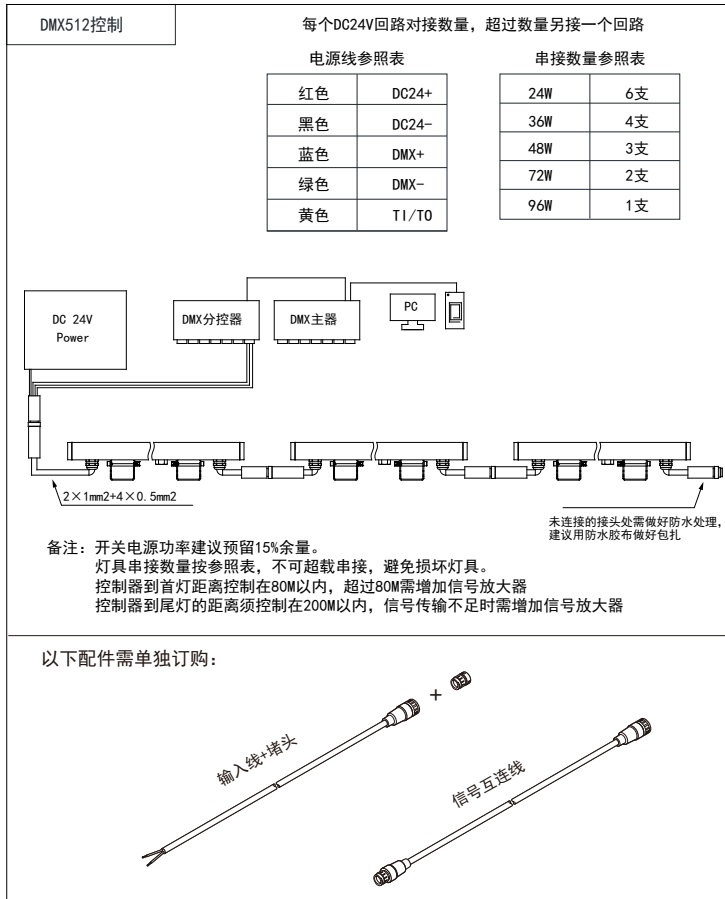 DMX512控制
每个DC24V回路对接数量，超过数量另接一个回路
电源线参照表
红色 DC24+
黑色 DC24-
蓝色 DMX+
绿色 DMX-
黄色 TI/TO
串接数量参照表
24W 6支
36W 4支
48W 3支
72W 2支
96W 1支
DC 24V
Power
DMX分控器
DMX主器
PC
2×1mm2+4×0.5mm2
未连接的接头处需做好防水处理，
建议用防水胶布做好包扎
备注：开关电源功率建议预留15%余量。
灯具串接数量按参照表，不可超载串接，避免损坏灯具。
控制器到首灯距离控制在80M以内，超过80M需增加信号放大器
控制器到尾灯的距离须控制在200M以内，信号传输不足时需增加信号放大器
以下配件需单独订购：
+
输入线+堵头
信号互连线